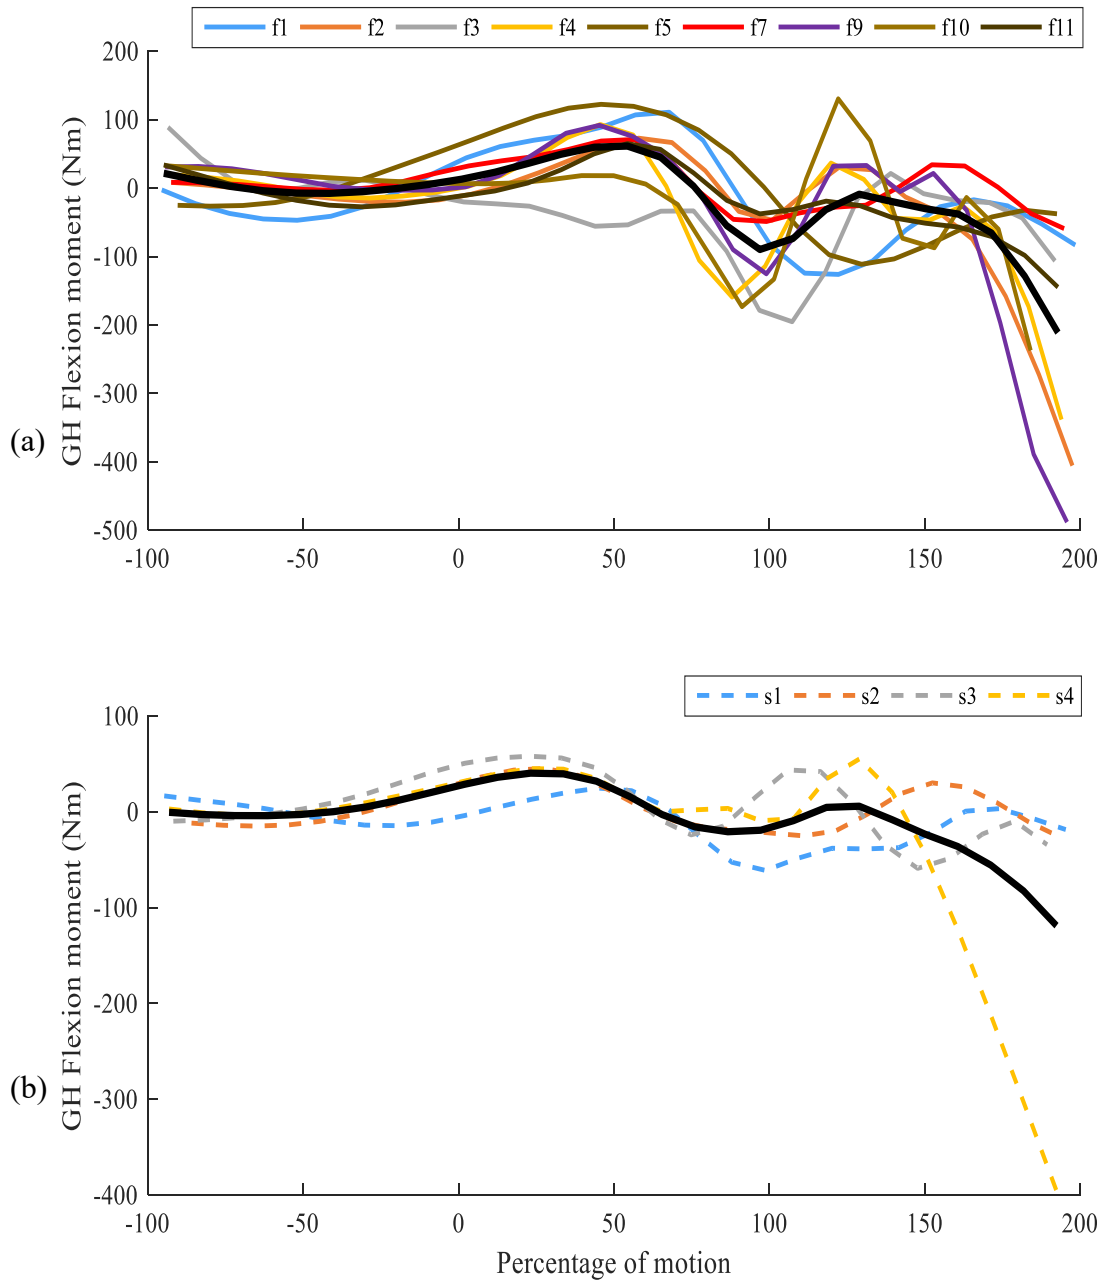 f1 f2 f3 f4 f5 f7 f9 f10 f11
200
100
0
-100
-200
-300
-400
-500
GH Flexion moment (Nm)
(a)
-100 -50 0 50 100 150 200
s1 s2 s3 s4
100
0
-100
-200
-300
-400
GH Flexion moment (Nm)
(b)
-100 -50 0 50 100 150 200
Percentage of motion